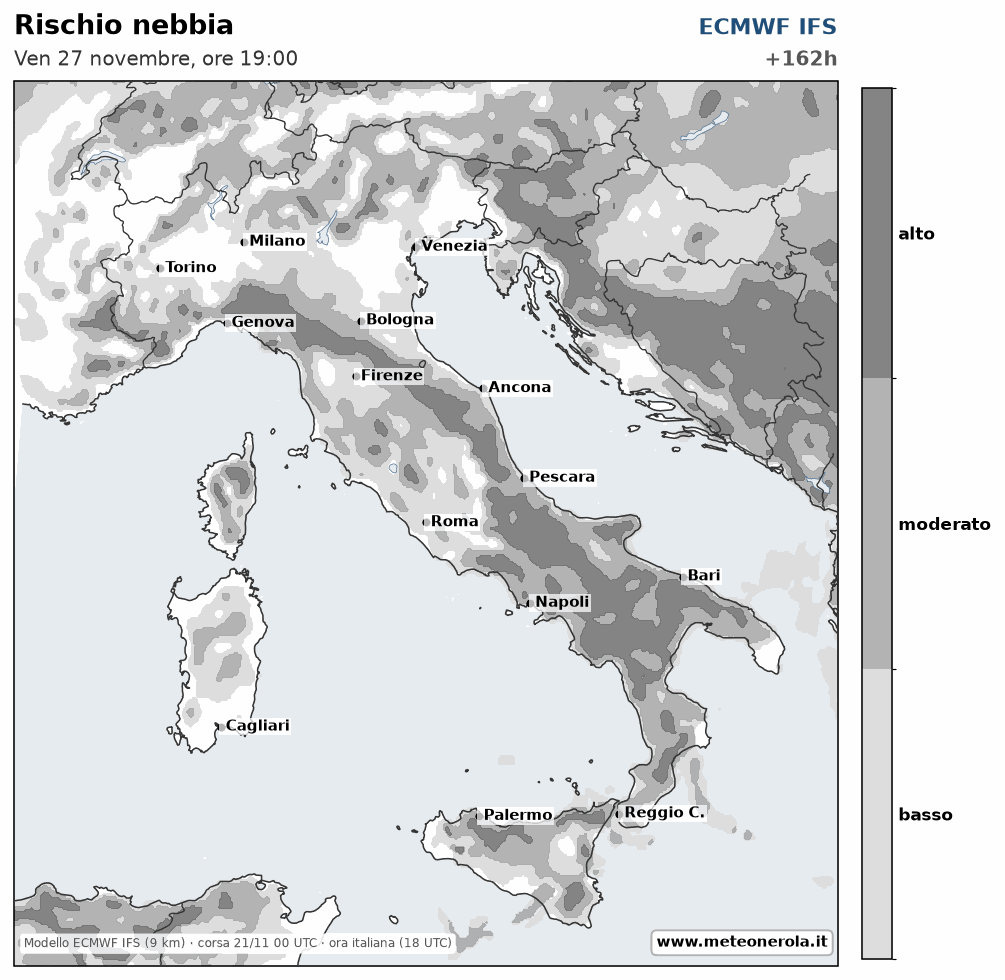 Rischio nebbia
ECMWF IFS
Ven 27 novembre, ore 19:00
+162h
alto
Milano
Venezia
Torino
Genova
Bologna
Firenze
Ancona
Pescara
moderato
Roma
Bari
Napoli
Cagliari
Palermo
Reggio C.
basso
Modello ECMWF IFS (9 km) · corsa 21/11 00 UTC · ora italiana (18 UTC)
www.meteonerola.it